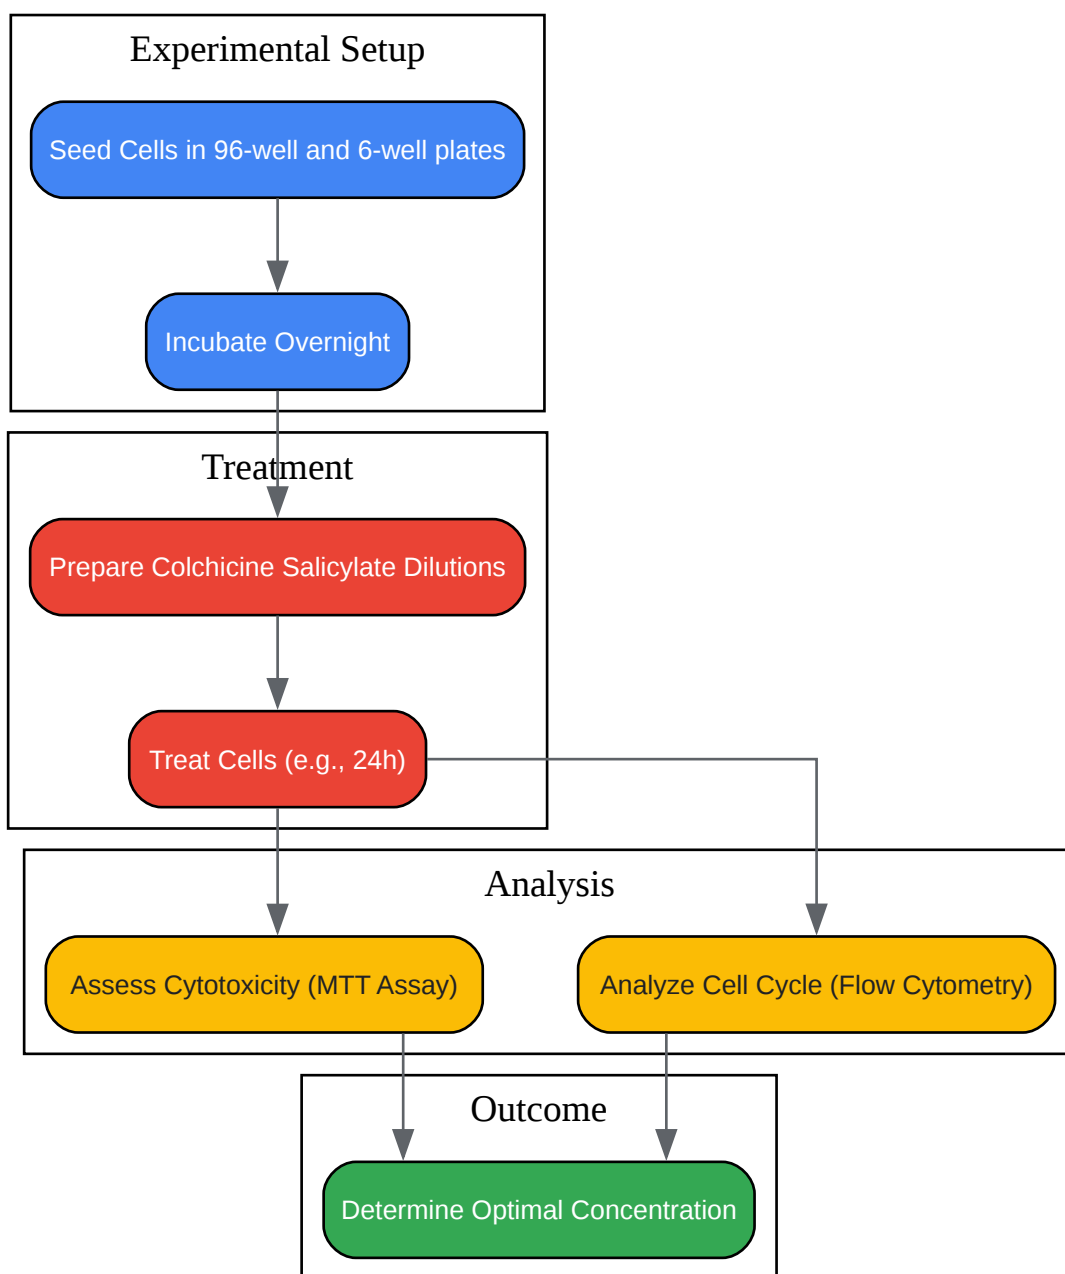 Experimental Setup
Seed Cells in 96-well and 6-well plates
Incubate Overnight
Treatment
Prepare Colchicine Salicylate Dilutions
Treat Cells (e.g., 24h)
Analysis
Assess Cytotoxicity (MTT Assay)
Analyze Cell Cycle (Flow Cytometry)
Outcome
Determine Optimal Concentration